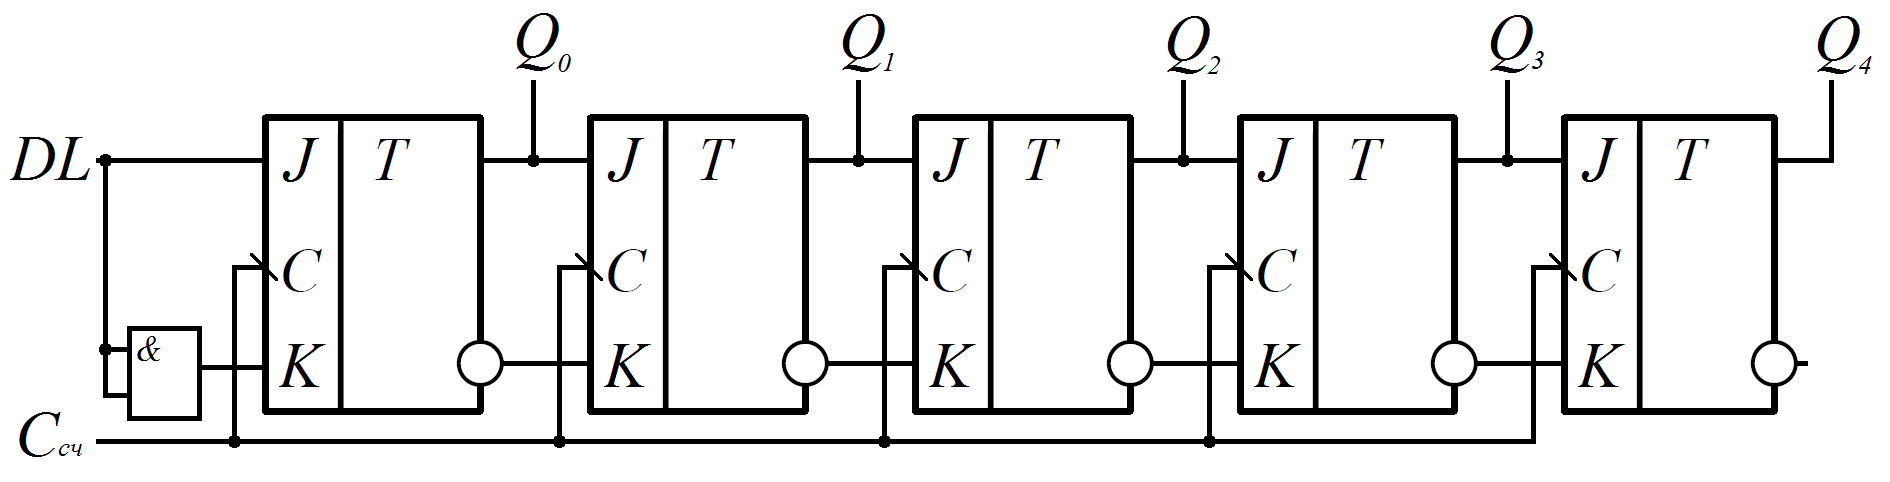 Q0 Q1 Q2 Q3 Q4
DL J T J T J T J T J T
C C C C C
& K K K K K
Cсч